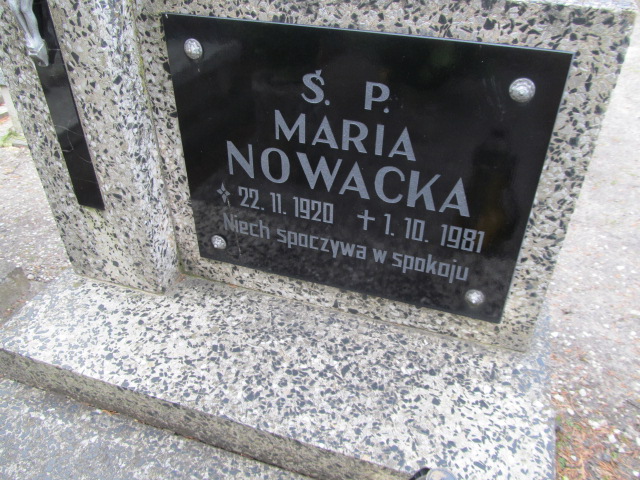 Ś. P.
MARIA
NOWACKA
* 22. 11. 1920 + 1. 10. 1981
Niech spoczywa w spokoju